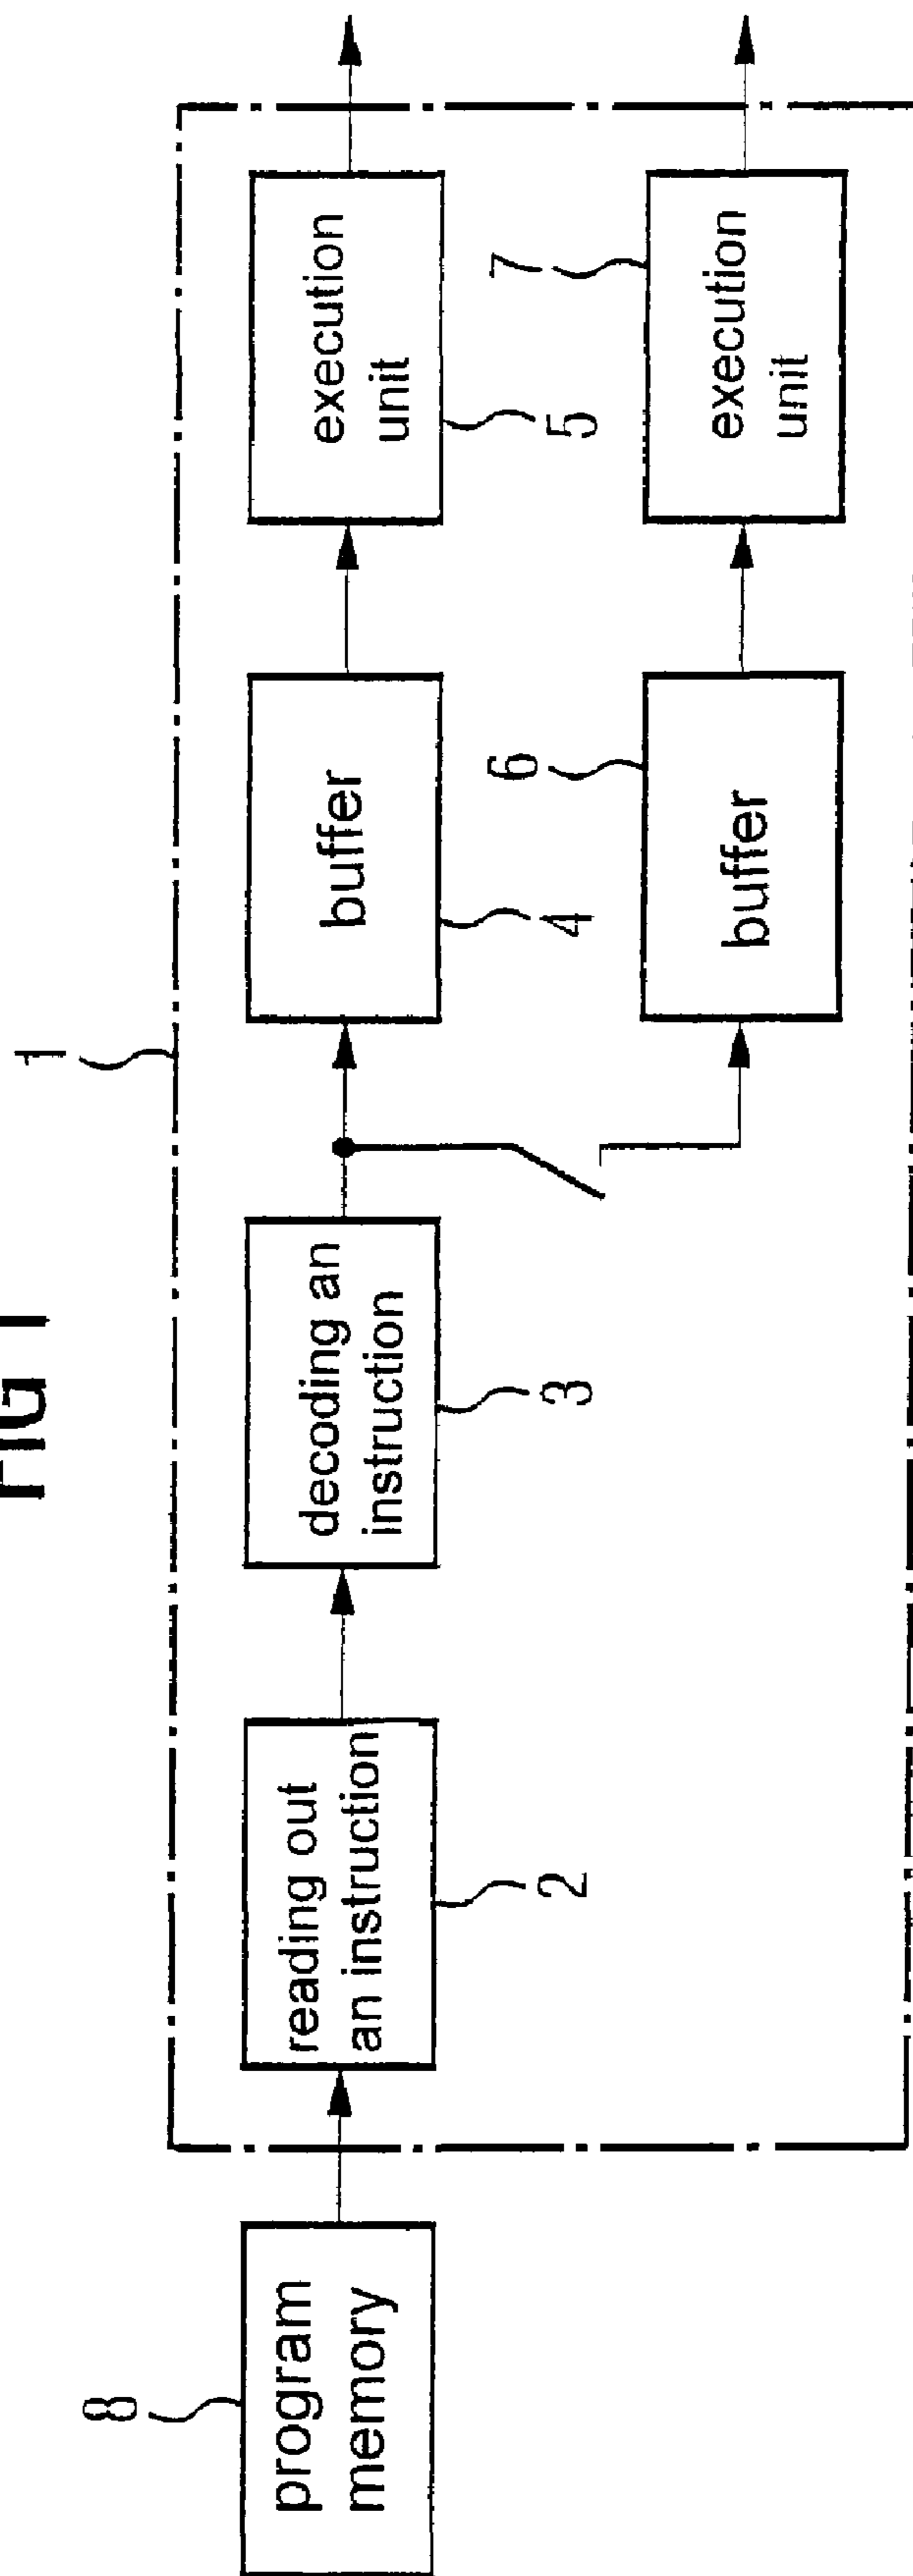 FIG 1
1
8
program
memory
reading out
an instruction
2
decoding an
instruction
3
buffer
4
execution
unit
5
6
buffer
7
execution
unit